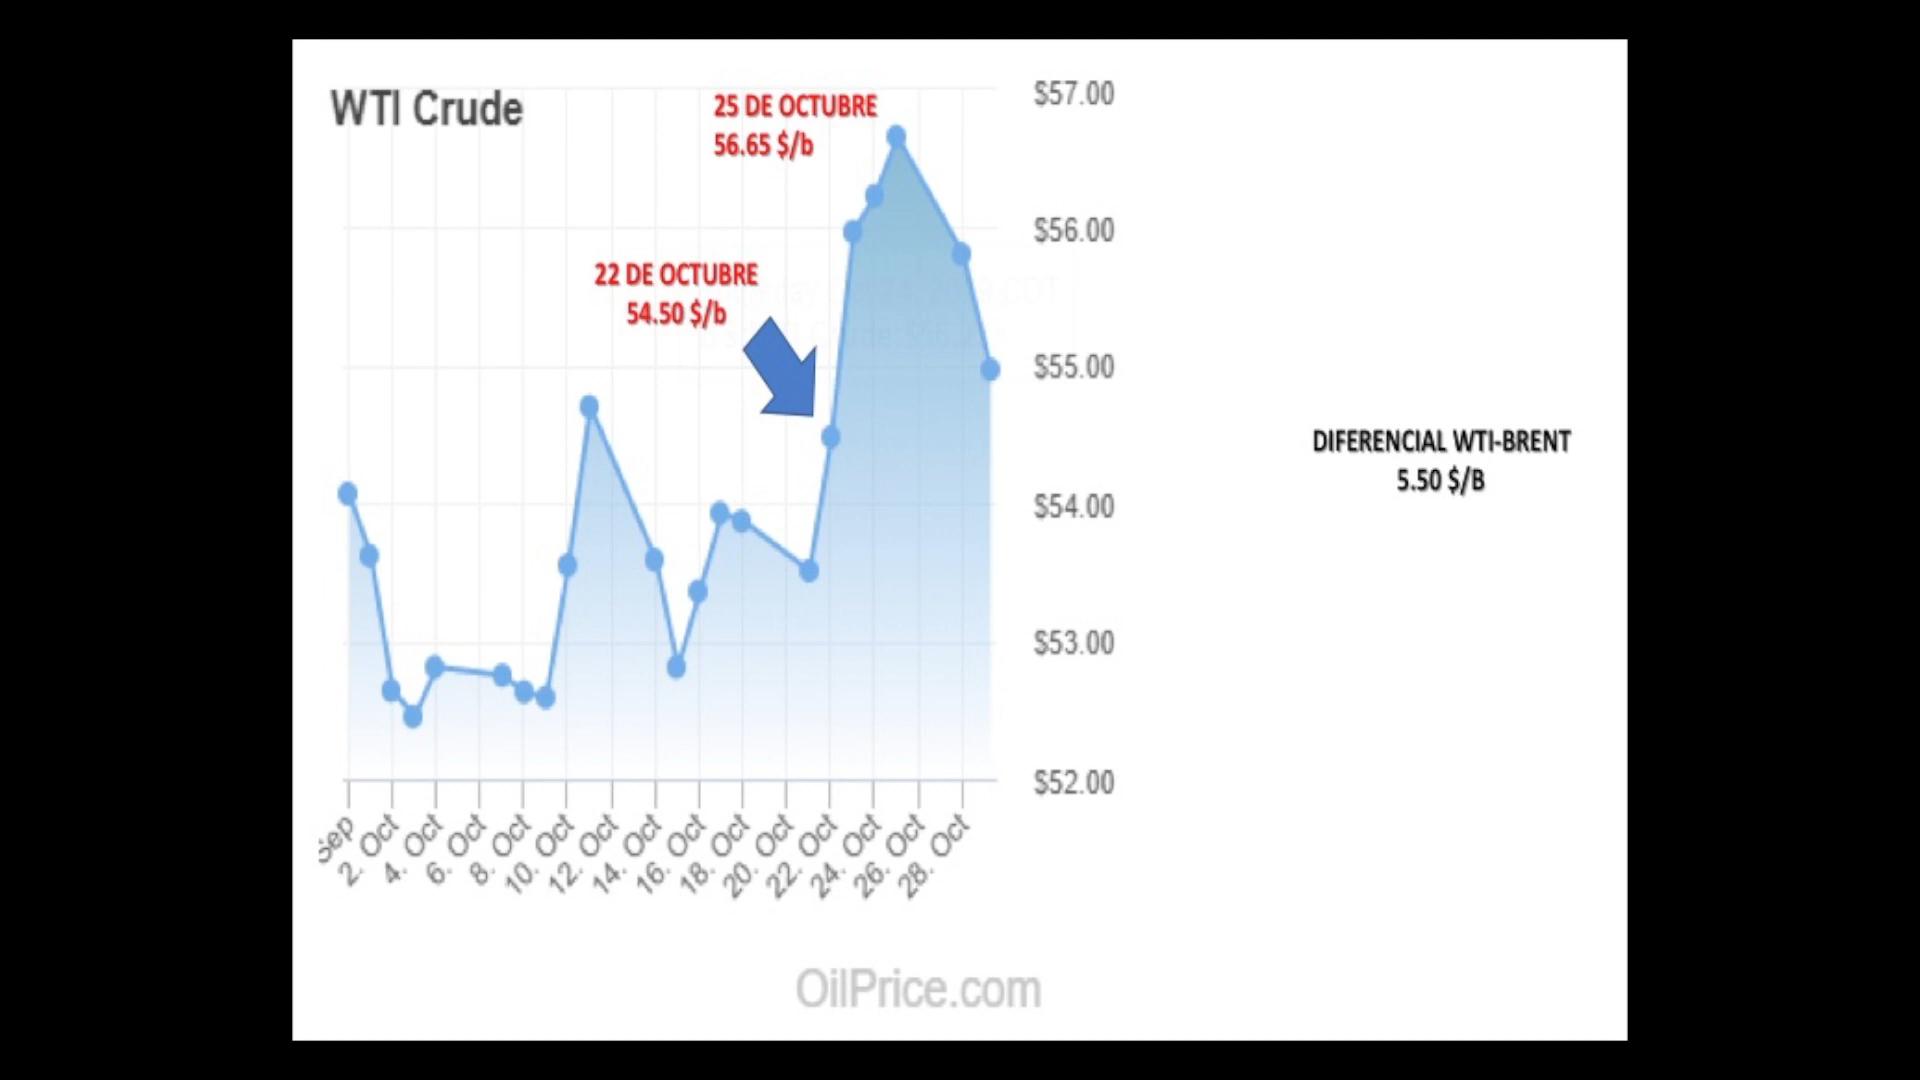 WTI Crude
25 DE OCTUBRE
56.65 $/b
22 DE OCTUBRE
54.50 $/b
$57.00
$56.00
$55.00
$54.00
$53.00
$52.00
DIFERENCIAL WTI-BRENT
5.50 $/B
Sep
2. Oct
4. Oct
6. Oct
8. Oct
10. Oct
12. Oct
14. Oct
16. Oct
18. Oct
20. Oct
22. Oct
24. Oct
26. Oct
28. Oct
OilPrice.com